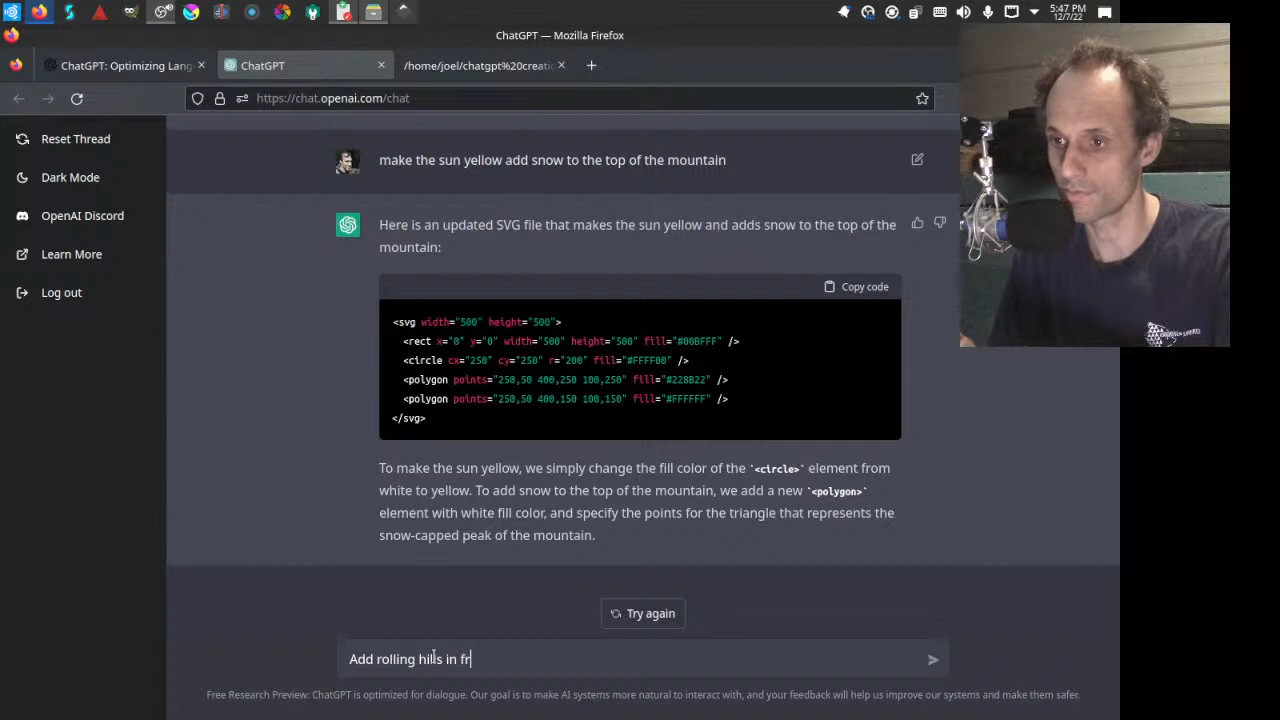 5:47 PM
12/7/22
ChatGPT — Mozilla Firefox
ChatGPT: Optimizing Lang
ChatGPT
/home/joel/chatgpt%20creatio
https://chat.openai.com/chat
Reset Thread
Dark Mode
OpenAI Discord
Learn More
Log out
make the sun yellow add snow to the top of the mountain
Here is an updated SVG file that makes the sun yellow and adds snow to the top of the
mountain:
Copy code
<svg width="500" height="500">
<rect x="0" y="0" width="500" height="500" fill="#00BFFF" />
<circle cx="250" cy="250" r="200" fill="#FFFF00" />
<polygon points="250,50 400,250 100,250" fill="#228B22" />
<polygon points="250,50 400,150 100,150" fill="#FFFFFF" />
</svg>
To make the sun yellow, we simply change the fill color of the `<circle>` element from
white to yellow. To add snow to the top of the mountain, we add a new `<polygon>`
element with white fill color, and specify the points for the triangle that represents the
snow-capped peak of the mountain.
Try again
Add rolling hills in fr
Free Research Preview: ChatGPT is optimized for dialogue. Our goal is to make AI systems more natural to interact with, and your feedback will help us improve our systems and make them safer.